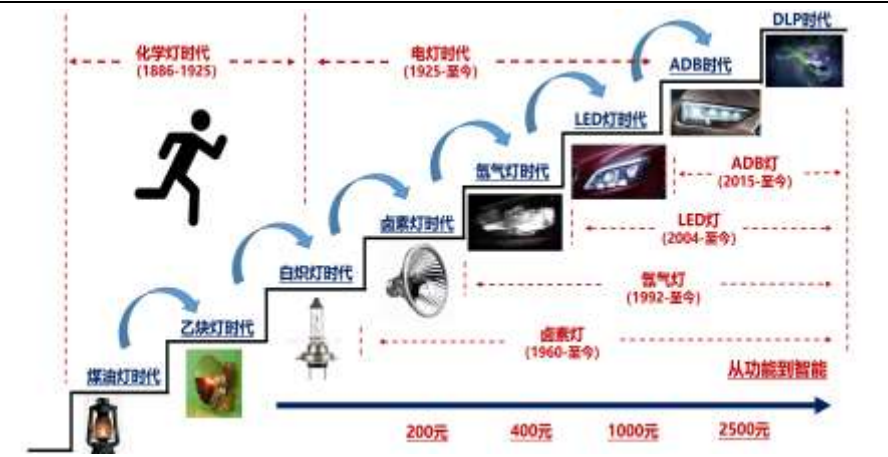 DLP时代
化学灯时代
(1886-1925)
电灯时代
(1925-至今)
ADB时代
LED灯时代
ADB灯
(2015-至今)
氙气灯时代
LED灯
(2004-至今)
卤素灯时代
白炽灯时代
氙气灯
(1992-至今)
乙炔灯时代
卤素灯
(1960-至今)
煤油灯时代
从功能到智能
200元
400元
1000元
2500元